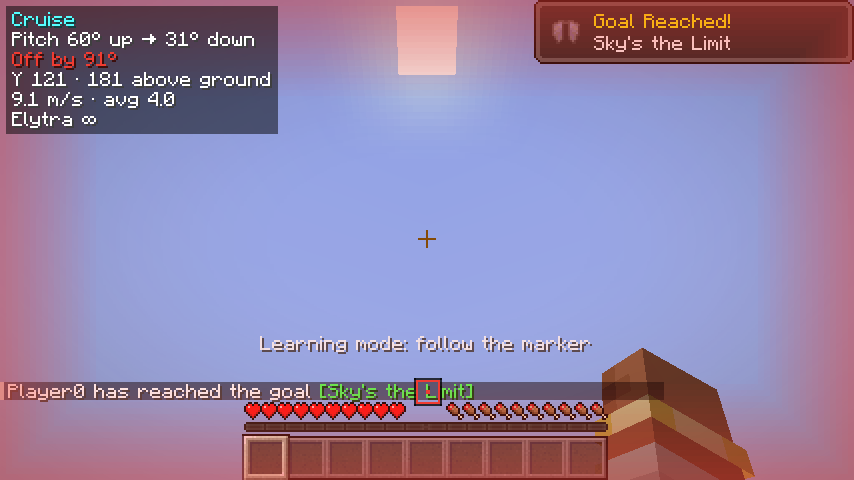 Cruise
Pitch 60° up → 31° down
Off by 91°
Y 121 · 181 above ground
9.1 m/s · avg 4.0
Elytra ∞
Goal Reached!
Sky's the Limit
Learning mode: follow the marker
Player0 has reached the goal [Sky's the Limit]